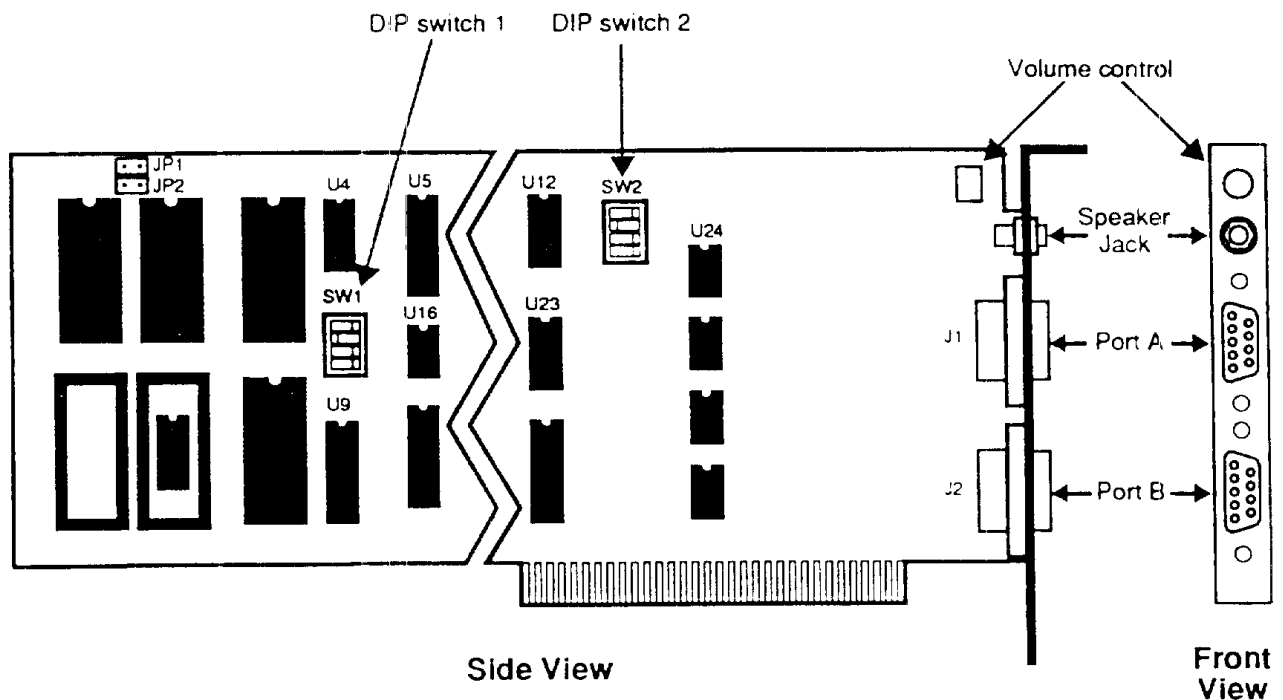 DIP switch 1
DIP switch 2
Volume control
JP1
JP2
U4
U5
U12
SW2
U24
Speaker
Jack
SW1
U16
U23
J1
Port A
U9
J2
Port B
Side View
Front
View